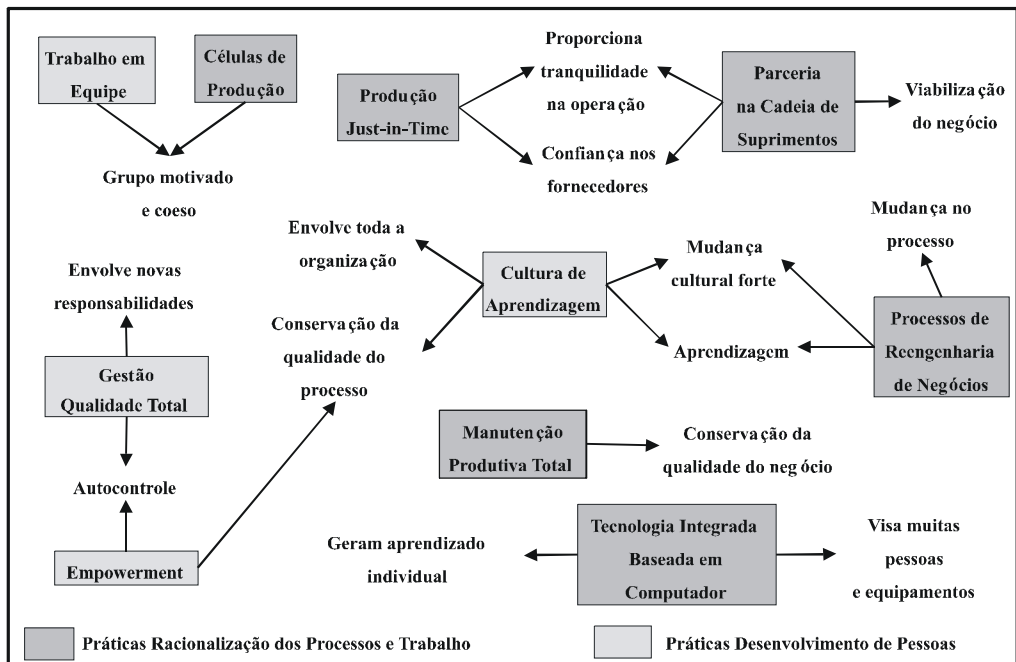 Trabalho em
Equipe
Células de
Produção
Grupo motivado
e coeso
Produção
Just-in-Time
Proporciona
tranquilidade
na operação
Confiança nos
fornecedores
Parceria
na Cadeia de
Suprimentos
Viabilização
do negócio
Envolve toda a
organização
Cultura de
Aprendizagem
Mudança
cultural forte
Mudança no
processo
Envolve novas
responsabilidades
Conservação da
qualidade do
processo
Aprendizagem
Processos de
Reengenharia
de Negócios
Gestão
Qualidade Total
Manutenção
Produtiva Total
Conservação da
qualidade do negócio
Autocontrole
Empowerment
Geram aprendizado
individual
Tecnologia Integrada
Baseada em
Computador
Visa muitas
pessoas
e equipamentos
Práticas Racionalização dos Processos e Trabalho
Práticas Desenvolvimento de Pessoas